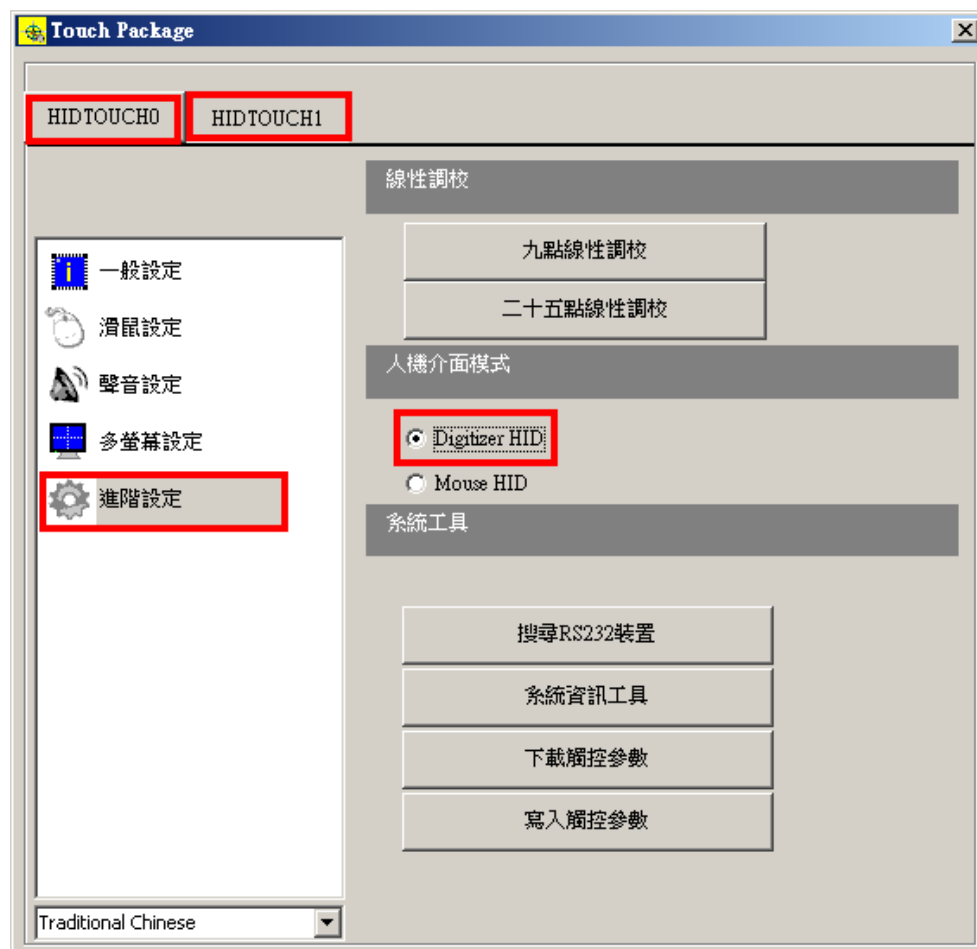 Touch Package
HIDTOUCH0
HIDTOUCH1
一般設定
滑鼠設定
聲音設定
多螢幕設定
進階設定
Traditional Chinese
線性調校
九點線性調校
二十五點線性調校
人機介面模式
Digitizer HID
Mouse HID
系統工具
搜尋RS232裝置
系統資訊工具
下載觸控參數
寫入觸控參數